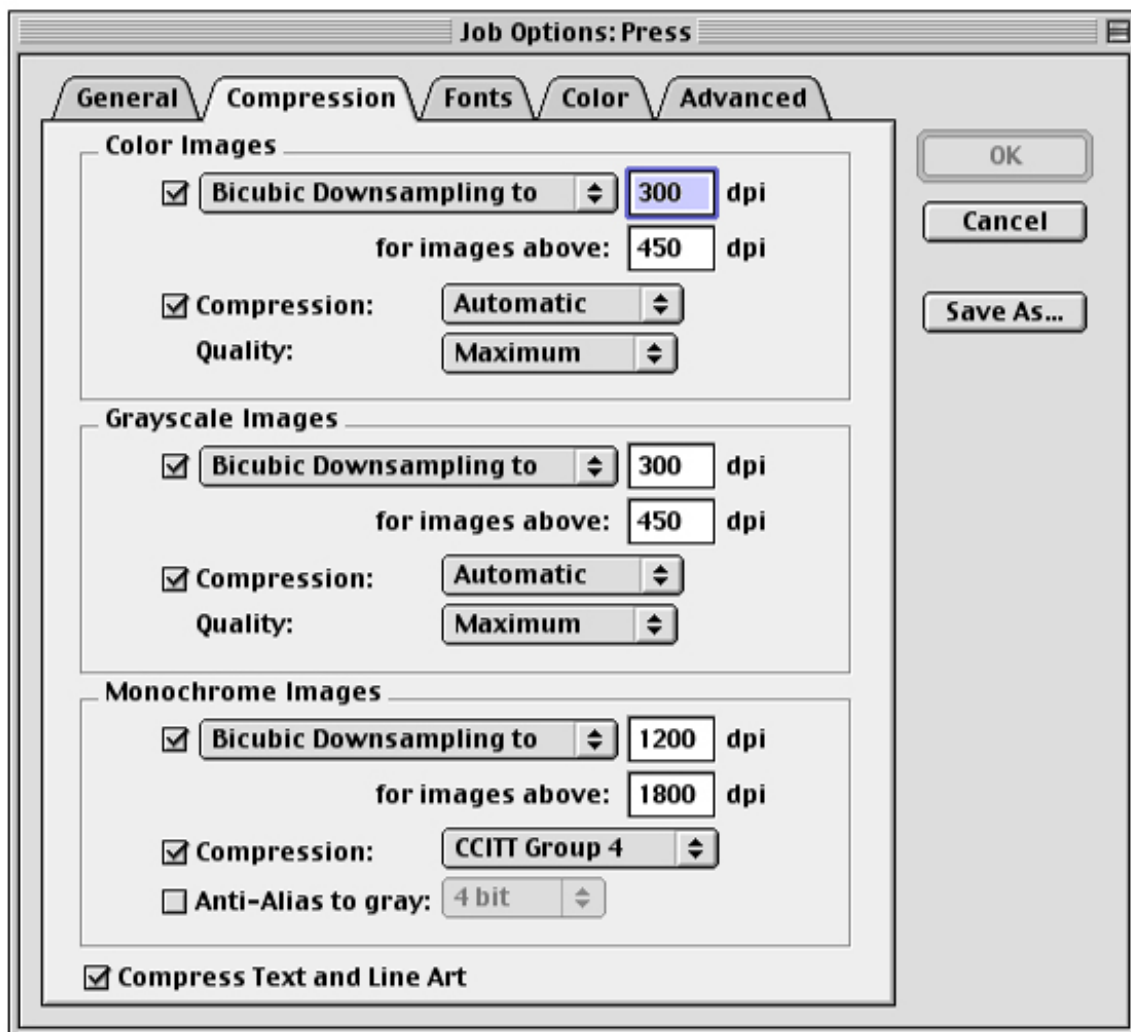 Job Options: Press
General Compression Fonts Color Advanced
Color Images
Bicubic Downsampling to 300 dpi
for images above: 450 dpi
Compression: Automatic
Quality: Maximum
Grayscale Images
Bicubic Downsampling to 300 dpi
for images above: 450 dpi
Compression: Automatic
Quality: Maximum
Monochrome Images
Bicubic Downsampling to 1200 dpi
for images above: 1800 dpi
Compression: CCITT Group 4
Anti-Alias to gray: 4 bit
Compress Text and Line Art
OK
Cancel
Save As...